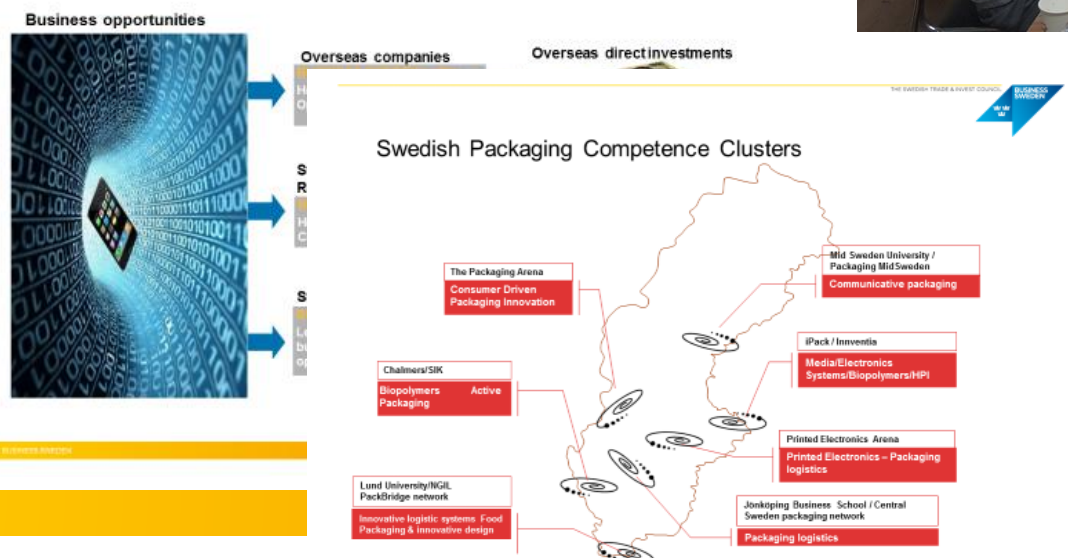 Business opportunities
Overseas companies
Overseas direct investments
THE SWEDISH TRADE & INVEST COUNCIL
BUSINESS
SWEDEN
Swedish Packaging Competence Clusters
The Packaging Arena
Consumer Driven
Packaging Innovation
Mid Sweden University /
Packaging MidSweden
Communicative packaging
iPack / Innventia
Media/Electronics
Systems/Biopolymers/HPI
Chalmers/SIK
Biopolymers Active
Packaging
Printed Electronics Arena
Printed Electronics – Packaging
logistics
Lund University/NGIL
PackBridge network
Innovative logistic systems Food
Packaging & innovative design
Jönköping Business School / Central
Sweden packaging network
Packaging logistics
BUSINESS SWEDEN